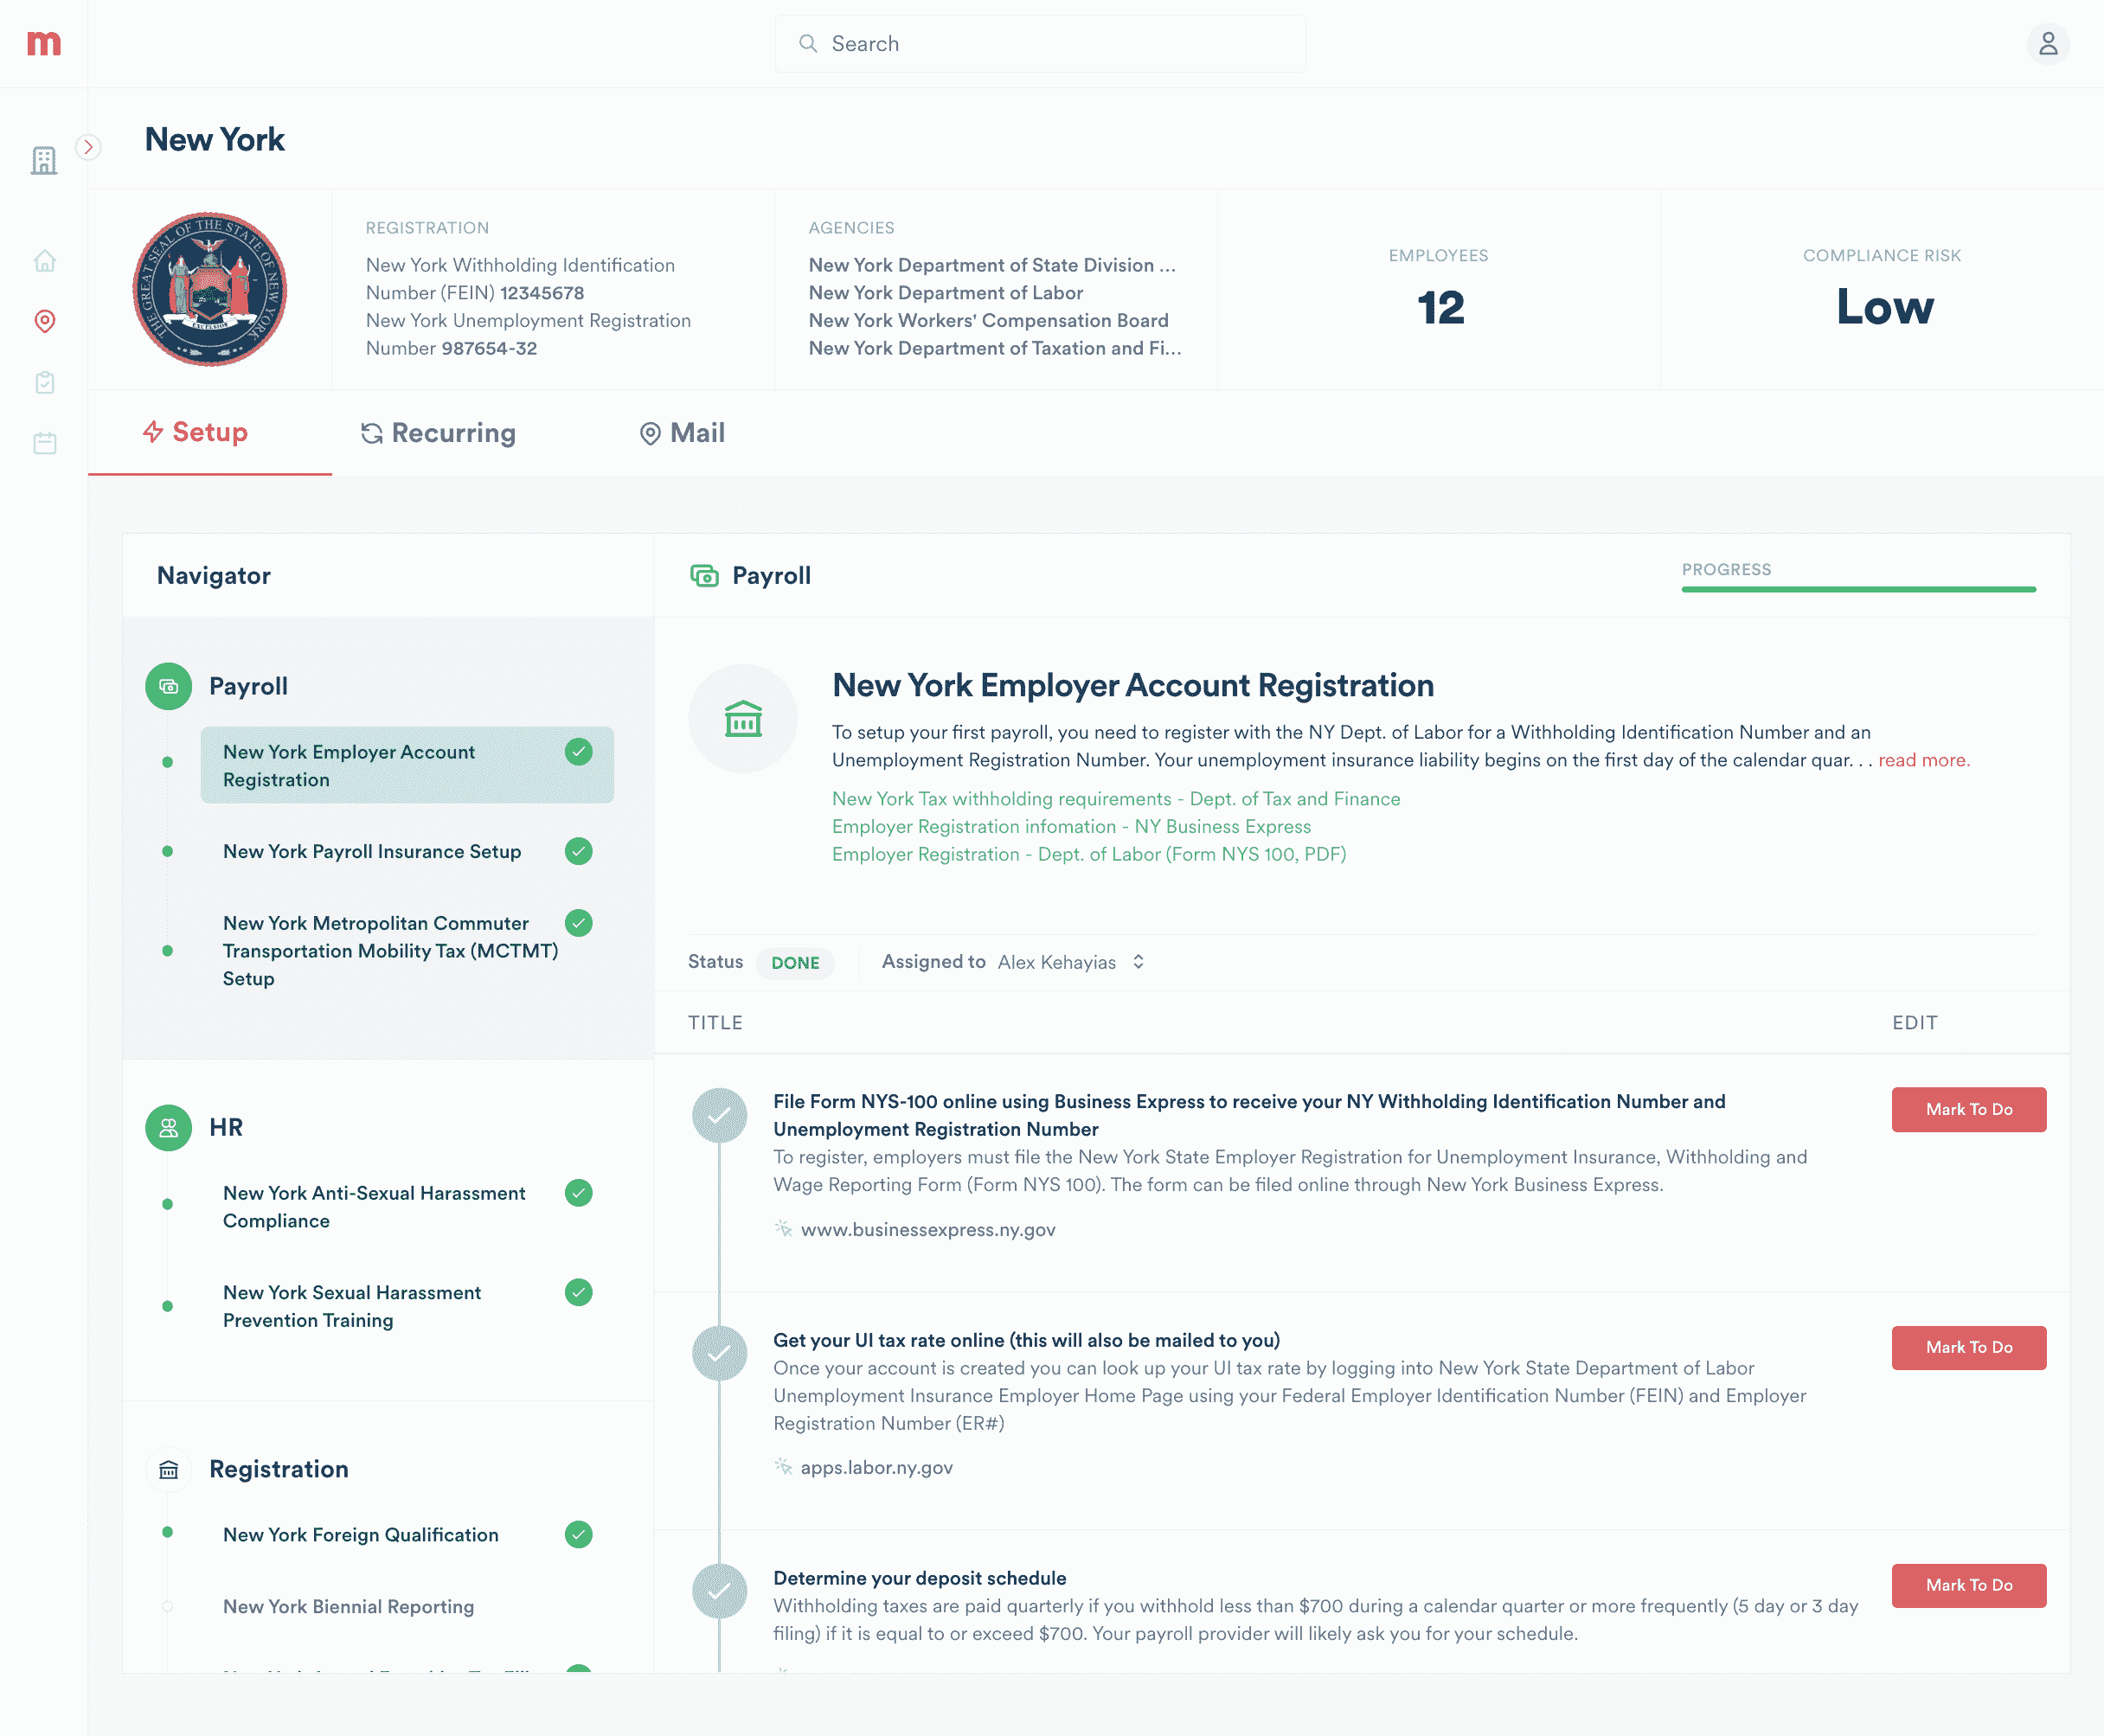 m
Search
New York
THE GREAT SEAL OF THE STATE OF NEW YORK
EXCELSIOR
REGISTRATION
New York Withholding Identification
Number (FEIN) 12345678
New York Unemployment Registration
Number 987654-32
AGENCIES
New York Department of State Division ...
New York Department of Labor
New York Workers' Compensation Board
New York Department of Taxation and Fi...
EMPLOYEES
12
COMPLIANCE RISK
Low
Setup
Recurring
Mail
Navigator
Payroll
New York Employer Account
Registration
New York Payroll Insurance Setup
New York Metropolitan Commuter
Transportation Mobility Tax (MCTMT)
Setup
HR
New York Anti-Sexual Harassment
Compliance
New York Sexual Harassment
Prevention Training
Registration
New York Foreign Qualification
New York Biennial Reporting
Payroll
PROGRESS
New York Employer Account Registration
To setup your first payroll, you need to register with the NY Dept. of Labor for a Withholding Identification Number and an
Unemployment Registration Number. Your unemployment insurance liability begins on the first day of the calendar quar. . . read more.
New York Tax withholding requirements - Dept. of Tax and Finance
Employer Registration infomation - NY Business Express
Employer Registration - Dept. of Labor (Form NYS 100, PDF)
Status DONE Assigned to Alex Kehayias
TITLE
EDIT
File Form NYS-100 online using Business Express to receive your NY Withholding Identification Number and
Unemployment Registration Number
To register, employers must file the New York State Employer Registration for Unemployment Insurance, Withholding and
Wage Reporting Form (Form NYS 100). The form can be filed online through New York Business Express.
www.businessexpress.ny.gov
Mark To Do
Get your UI tax rate online (this will also be mailed to you)
Once your account is created you can look up your UI tax rate by logging into New York State Department of Labor
Unemployment Insurance Employer Home Page using your Federal Employer Identification Number (FEIN) and Employer
Registration Number (ER#)
apps.labor.ny.gov
Mark To Do
Determine your deposit schedule
Withholding taxes are paid quarterly if you withhold less than $700 during a calendar quarter or more frequently (5 day or 3 day
filing) if it is equal to or exceed $700. Your payroll provider will likely ask you for your schedule.
Mark To Do